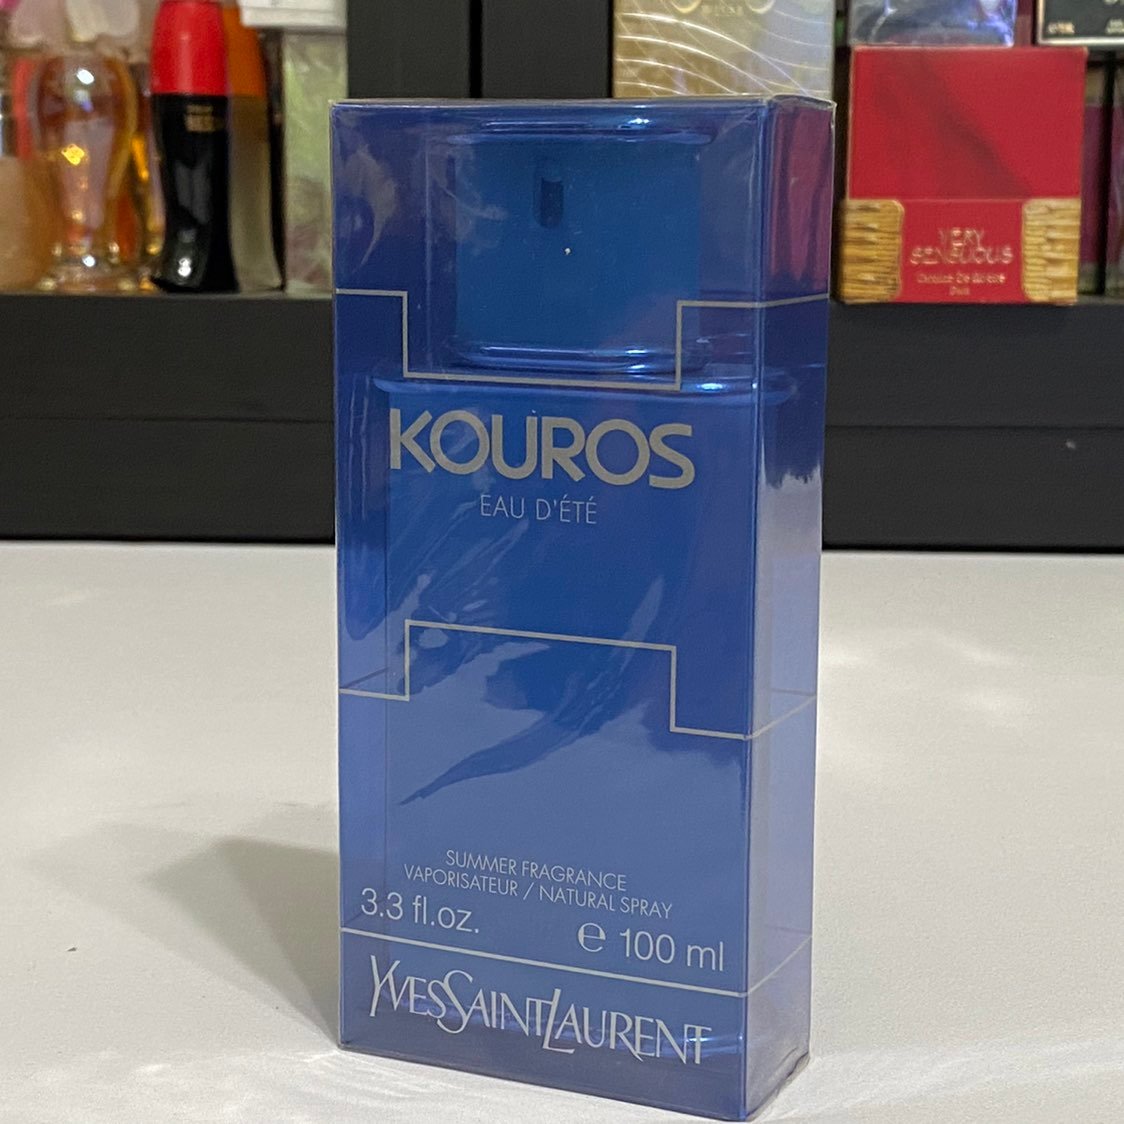 VERY
SENSUOUS
KOUROS
EAU D'ÉTÉ
SUMMER FRAGRANCE
VAPORISATEUR / NATURAL SPRAY
3.3 fl.oz.
℮ 100 ml
YVESSAINTLAURENT